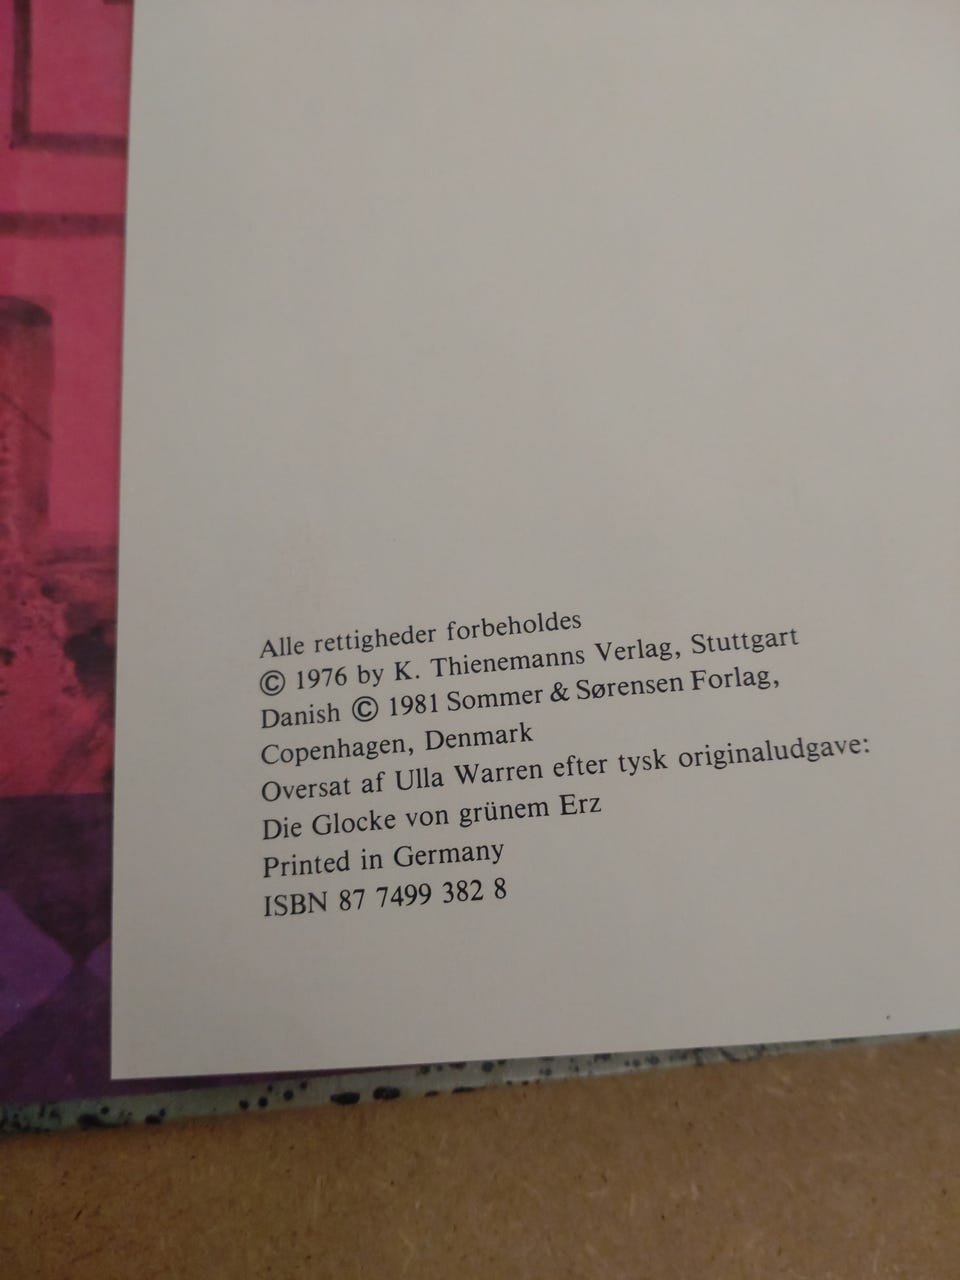 Alle rettigheder forbeholdes
© 1976 by K. Thienemanns Verlag, Stuttgart
Danish © 1981 Sommer & Sørensen Forlag,
Copenhagen, Denmark
Oversat af Ulla Warren efter tysk originaludgave:
Die Glocke von grünem Erz
Printed in Germany
ISBN 87 7499 382 8